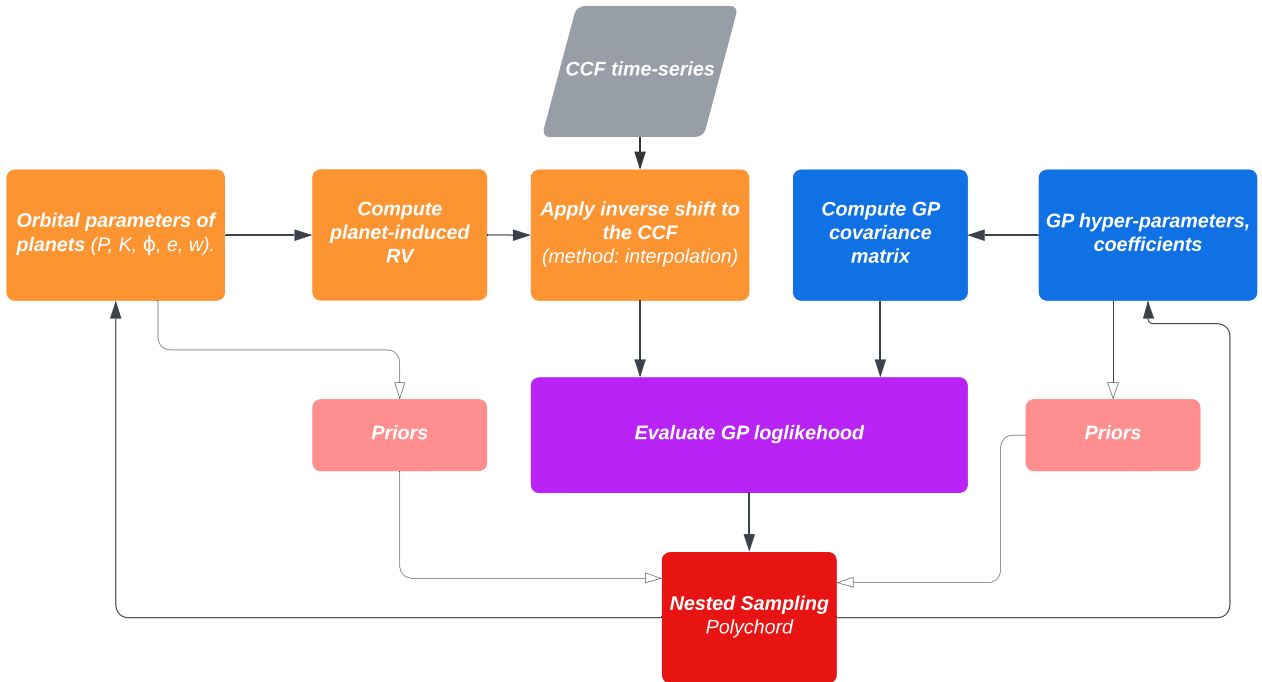 CCF time-series
Orbital parameters of
planets (P, K, ϕ, e, w).
Compute
planet-induced
RV
Apply inverse shift to
the CCF
(method: interpolation)
Compute GP
covariance
matrix
GP hyper-parameters,
coefficients
Priors
Evaluate GP loglikehood
Priors
Nested Sampling
Polychord